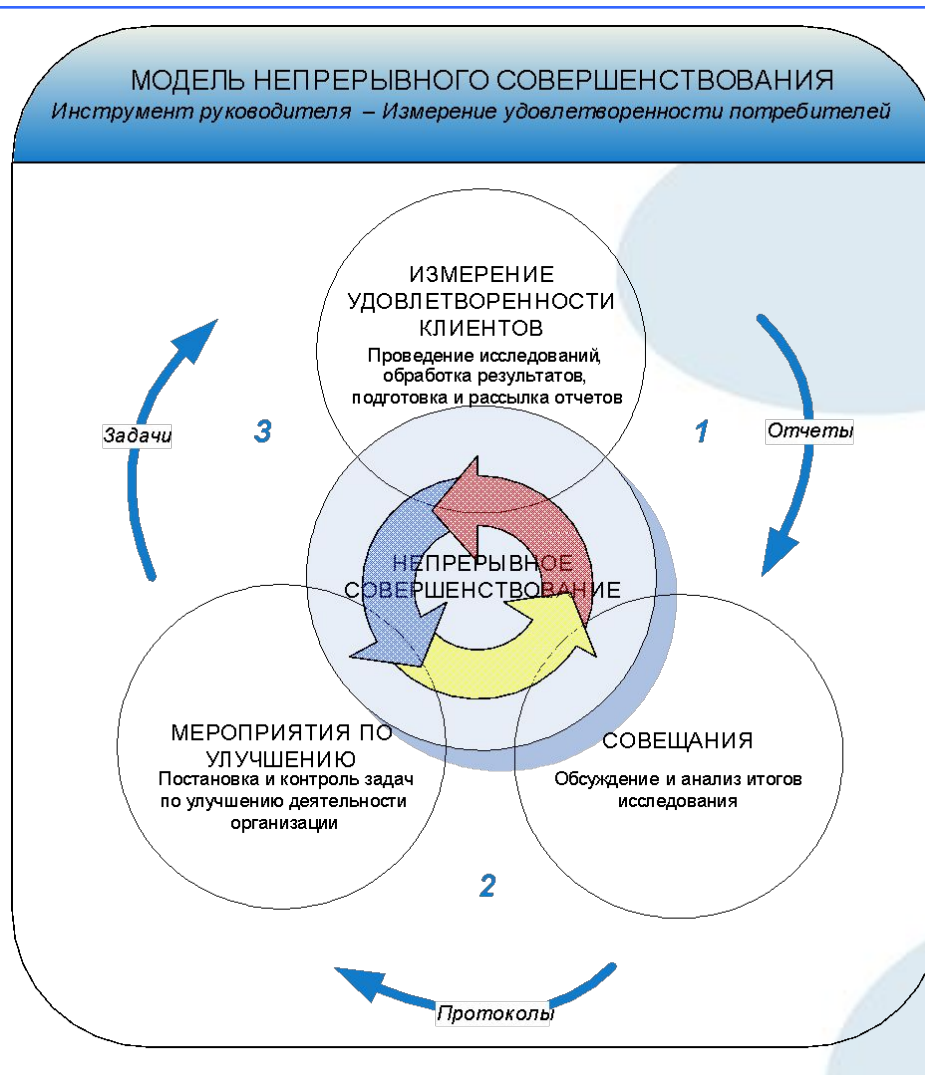 МОДЕЛЬ НЕПРЕРЫВНОГО СОВЕРШЕНСТВОВАНИЯ
Инструмент руководителя – Измерение удовлетворенности потребителей
ИЗМЕРЕНИЕ
УДОВЛЕТВОРЕННОСТИ
КЛИЕНТОВ
Проведение исследований,
обработка результатов,
подготовка и рассылка отчетов
Задачи
3
1
Отчеты
НЕПРЕРЫВНОЕ
СОВЕРШЕНСТВОВАНИЕ
МЕРОПРИЯТИЯ ПО
УЛУЧШЕНИЮ
Постановка и контроль задач
по улучшению деятельности
организации
СОВЕЩАНИЯ
Обсуждение и анализ итогов
исследования
2
Протоколы